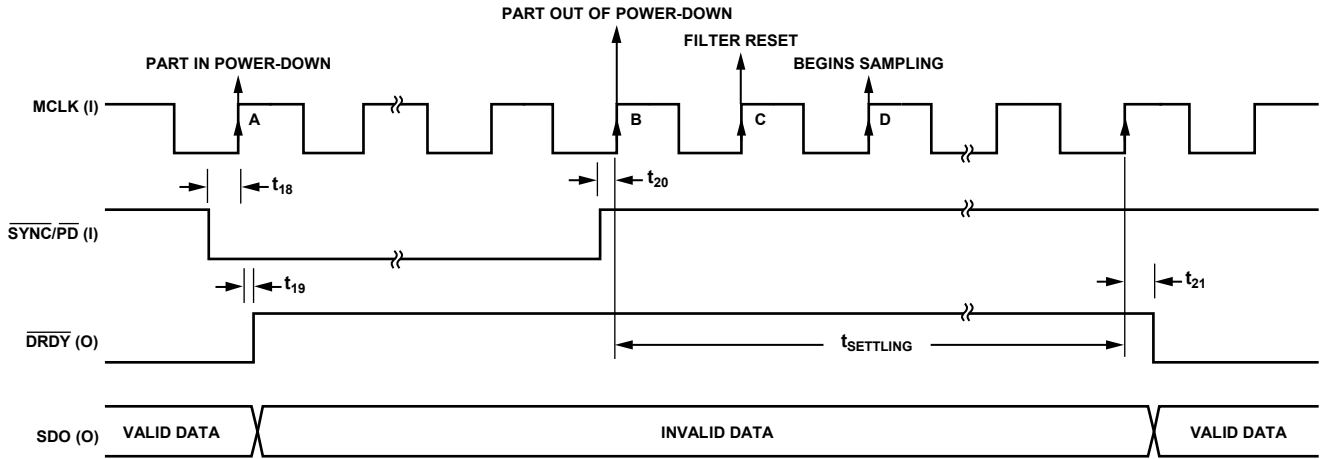 PART OUT OF POWER-DOWN
FILTER RESET
PART IN POWER-DOWN
BEGINS SAMPLING
MCLK (I)
A
B
C
D
t18
t20
SYNC/PD (I)
t19
t21
DRDY (O)
tSETTLING
SDO (O)
VALID DATA
INVALID DATA
VALID DATA